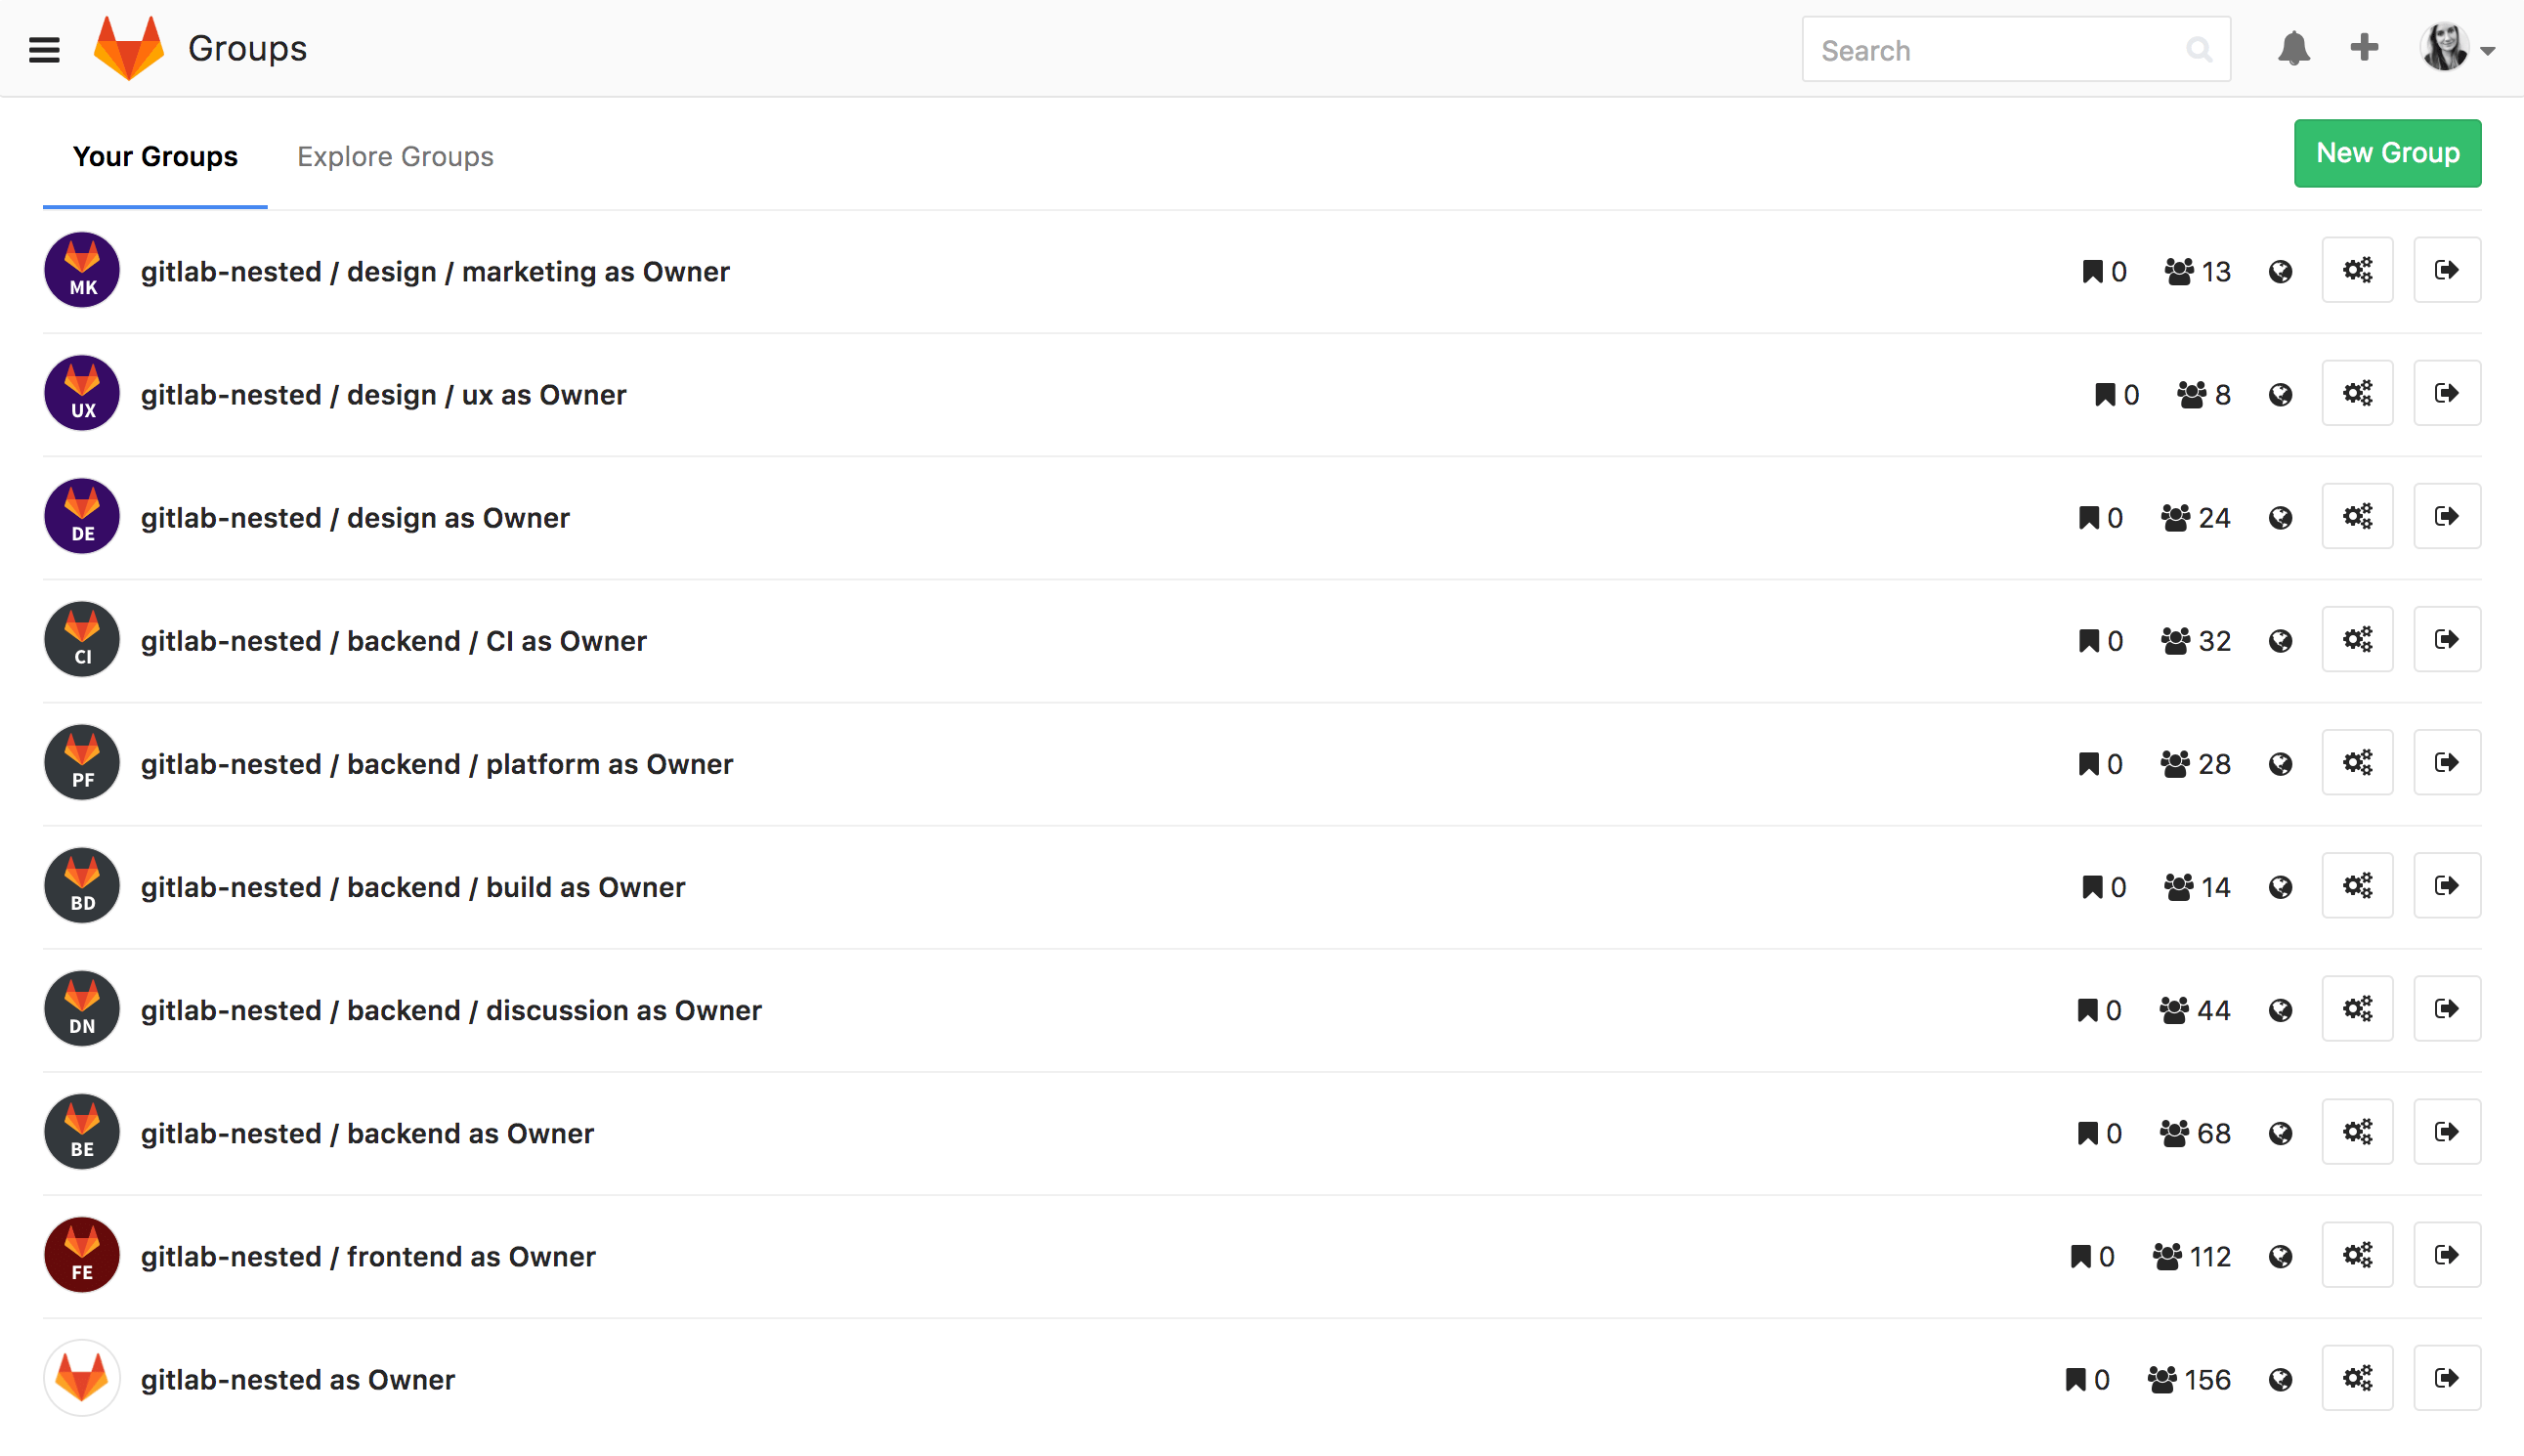 Groups
Search
Your Groups
Explore Groups
New Group
MK
gitlab-nested / design / marketing as Owner
0
13
UX
gitlab-nested / design / ux as Owner
0
8
DE
gitlab-nested / design as Owner
0
24
CI
gitlab-nested / backend / CI as Owner
0
32
PF
gitlab-nested / backend / platform as Owner
0
28
BD
gitlab-nested / backend / build as Owner
0
14
DN
gitlab-nested / backend / discussion as Owner
0
44
BE
gitlab-nested / backend as Owner
0
68
FE
gitlab-nested / frontend as Owner
0
112
gitlab-nested as Owner
0
156